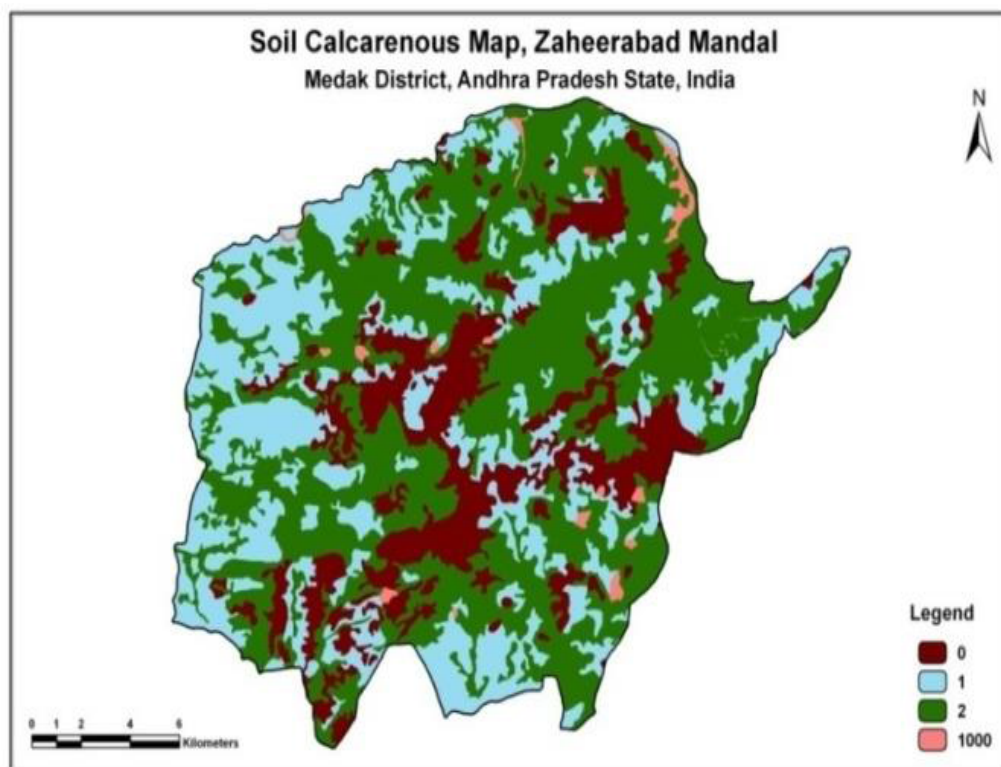 Soil Calcarenous Map, Zaheerabad Mandal
Medak District, Andhra Pradesh State, India
N
Legend
0
1
2
1000
0 1 2 4 6
Kilometers